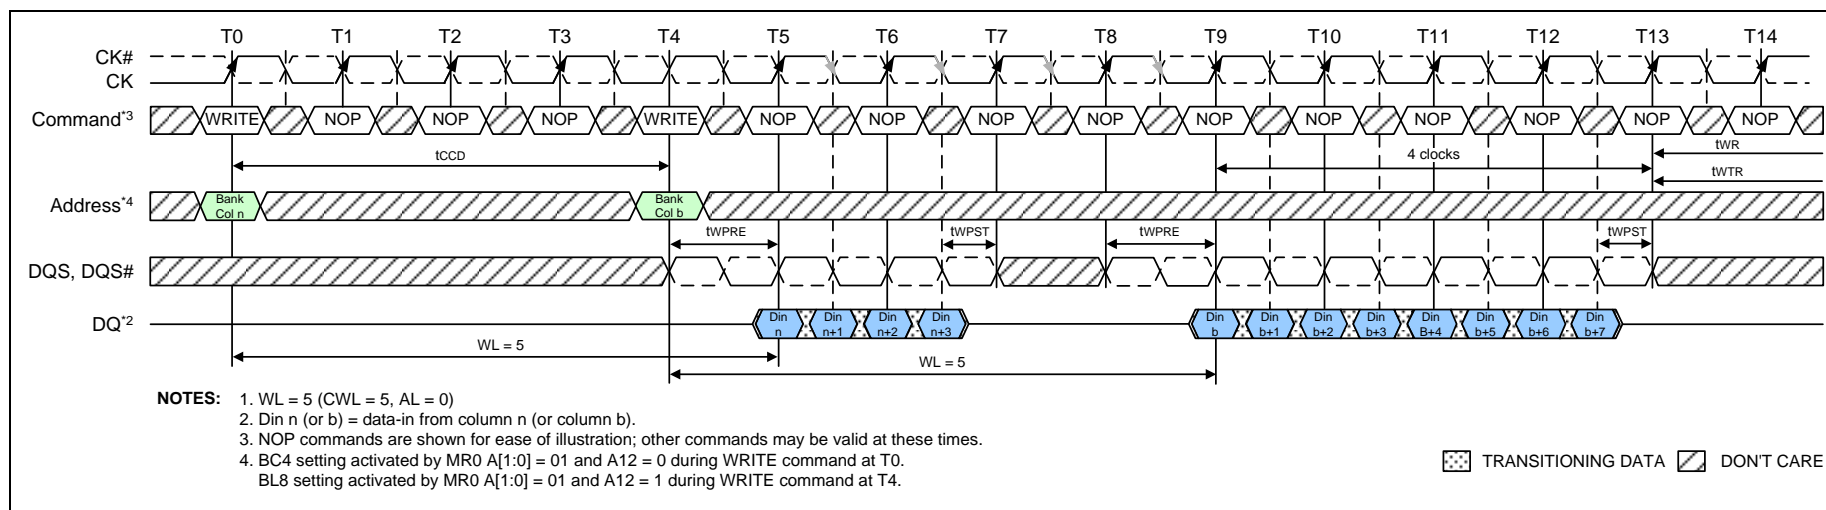 T0 T1 T2 T3 T4 T5 T6 T7 T8 T9 T10 T11 T12 T13 T14
CK#
CK
Command*3 WRITE NOP NOP NOP WRITE NOP NOP NOP NOP NOP NOP NOP NOP NOP NOP
tCCD 4 clocks tWR
tWTR
Address*4 Bank Col n Bank Col b
tWPRE tWPST tWPRE tWPST
DQS, DQS#
DQ*2 Din n Din n+1 Din n+2 Din n+3 Din b Din b+1 Din b+2 Din b+3 Din B+4 Din b+5 Din b+6 Din b+7
WL = 5
WL = 5
NOTES: 1. WL = 5 (CWL = 5, AL = 0)
2. Din n (or b) = data-in from column n (or column b).
3. NOP commands are shown for ease of illustration; other commands may be valid at these times.
4. BC4 setting activated by MR0 A[1:0] = 01 and A12 = 0 during WRITE command at T0.
BL8 setting activated by MR0 A[1:0] = 01 and A12 = 1 during WRITE command at T4.
TRANSITIONING DATA DON'T CARE